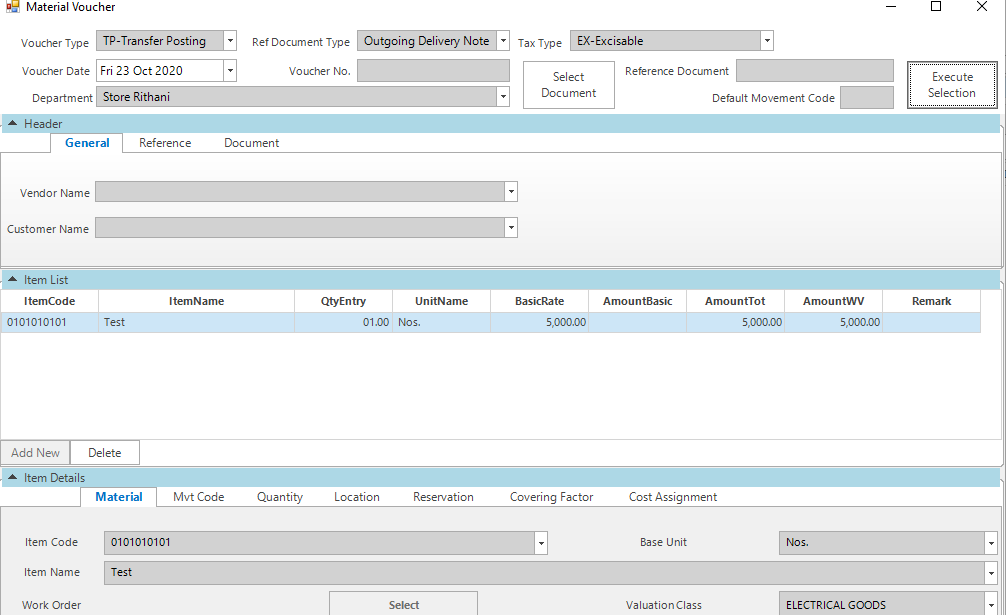 Material Voucher
Voucher Type TP-Transfer Posting Ref Document Type Outgoing Delivery Note Tax Type EX-Excisable
Voucher Date Fri 23 Oct 2020 Voucher No. Select Document Reference Document Execute Selection
Department Store Rithani Default Movement Code
Header
General Reference Document
Vendor Name
Customer Name
Item List
ItemCode ItemName QtyEntry UnitName BasicRate AmountBasic AmountTot AmountWV Remark
0101010101 Test 01.00 Nos. 5,000.00 5,000.00 5,000.00
Add New Delete
Item Details
Material Mvt Code Quantity Location Reservation Covering Factor Cost Assignment
Item Code 0101010101 Base Unit Nos.
Item Name Test
Work Order Select Valuation Class ELECTRICAL GOODS